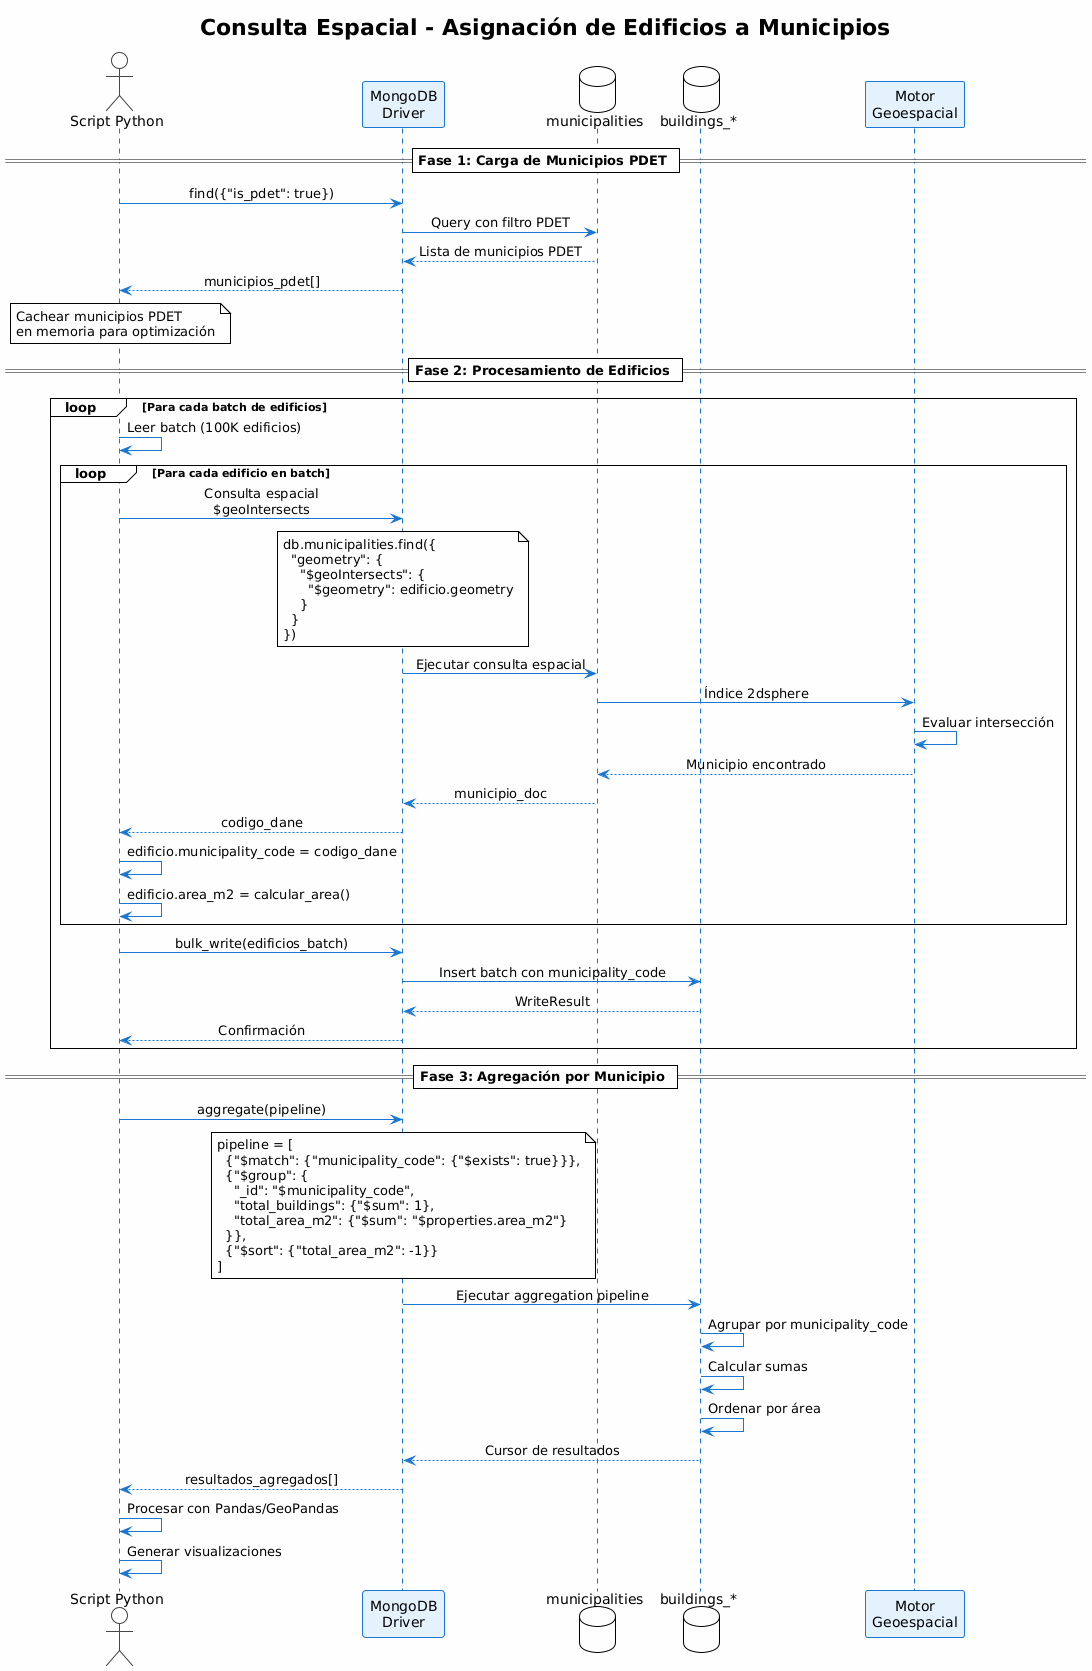 Consulta Espacial - Asignación de Edificios a Municipios
Script Python
MongoDB
Driver
municipalities
buildings_*
Motor
Geoespacial
Fase 1: Carga de Municipios PDET
find({"is_pdet": true})
Query con filtro PDET
Lista de municipios PDET
municipios_pdet[]
Cachear municipios PDET
en memoria para optimización
Fase 2: Procesamiento de Edificios
loop [Para cada batch de edificios]
Leer batch (100K edificios)
loop [Para cada edificio en batch]
Consulta espacial
$geoIntersects
db.municipalities.find({
  "geometry": {
    "$geoIntersects": {
      "$geometry": edificio.geometry
    }
  }
})
Ejecutar consulta espacial
Índice 2dsphere
Evaluar intersección
Municipio encontrado
municipio_doc
codigo_dane
edificio.municipality_code = codigo_dane
edificio.area_m2 = calcular_area()
bulk_write(edificios_batch)
Insert batch con municipality_code
WriteResult
Confirmación
Fase 3: Agregación por Municipio
aggregate(pipeline)
pipeline = [
  {"$match": {"municipality_code": {"$exists": true}}},
  {"$group": {
    "_id": "$municipality_code",
    "total_buildings": {"$sum": 1},
    "total_area_m2": {"$sum": "$properties.area_m2"}
  }},
  {"$sort": {"total_area_m2": -1}}
]
Ejecutar aggregation pipeline
Agrupar por municipality_code
Calcular sumas
Ordenar por área
Cursor de resultados
resultados_agregados[]
Procesar con Pandas/GeoPandas
Generar visualizaciones
Script Python
MongoDB
Driver
municipalities
buildings_*
Motor
Geoespacial